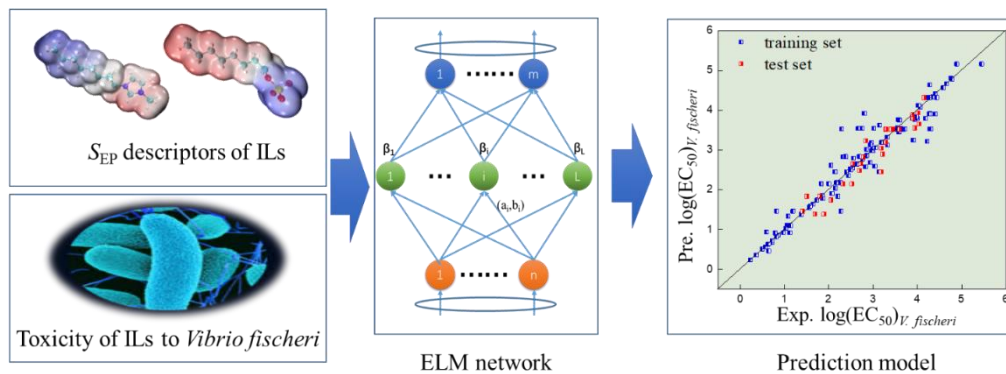 S_EP descriptors of ILs
Toxicity of ILs to Vibrio fischeri
1 ...... m
β₁ βᵢ β_L
1 ... i ... L
(aᵢ,bᵢ)
1 ...... n
ELM network
training set
test set
Pre. log(EC₅₀)V. fischeri
6
5
4
3
2
1
0
0 1 2 3 4 5 6
Exp. log(EC₅₀)V. fischeri
Prediction model